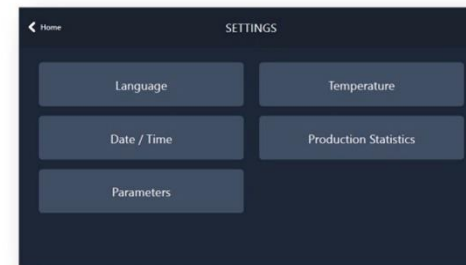 Home
SETTINGS
Language
Temperature
Date / Time
Production Statistics
Parameters